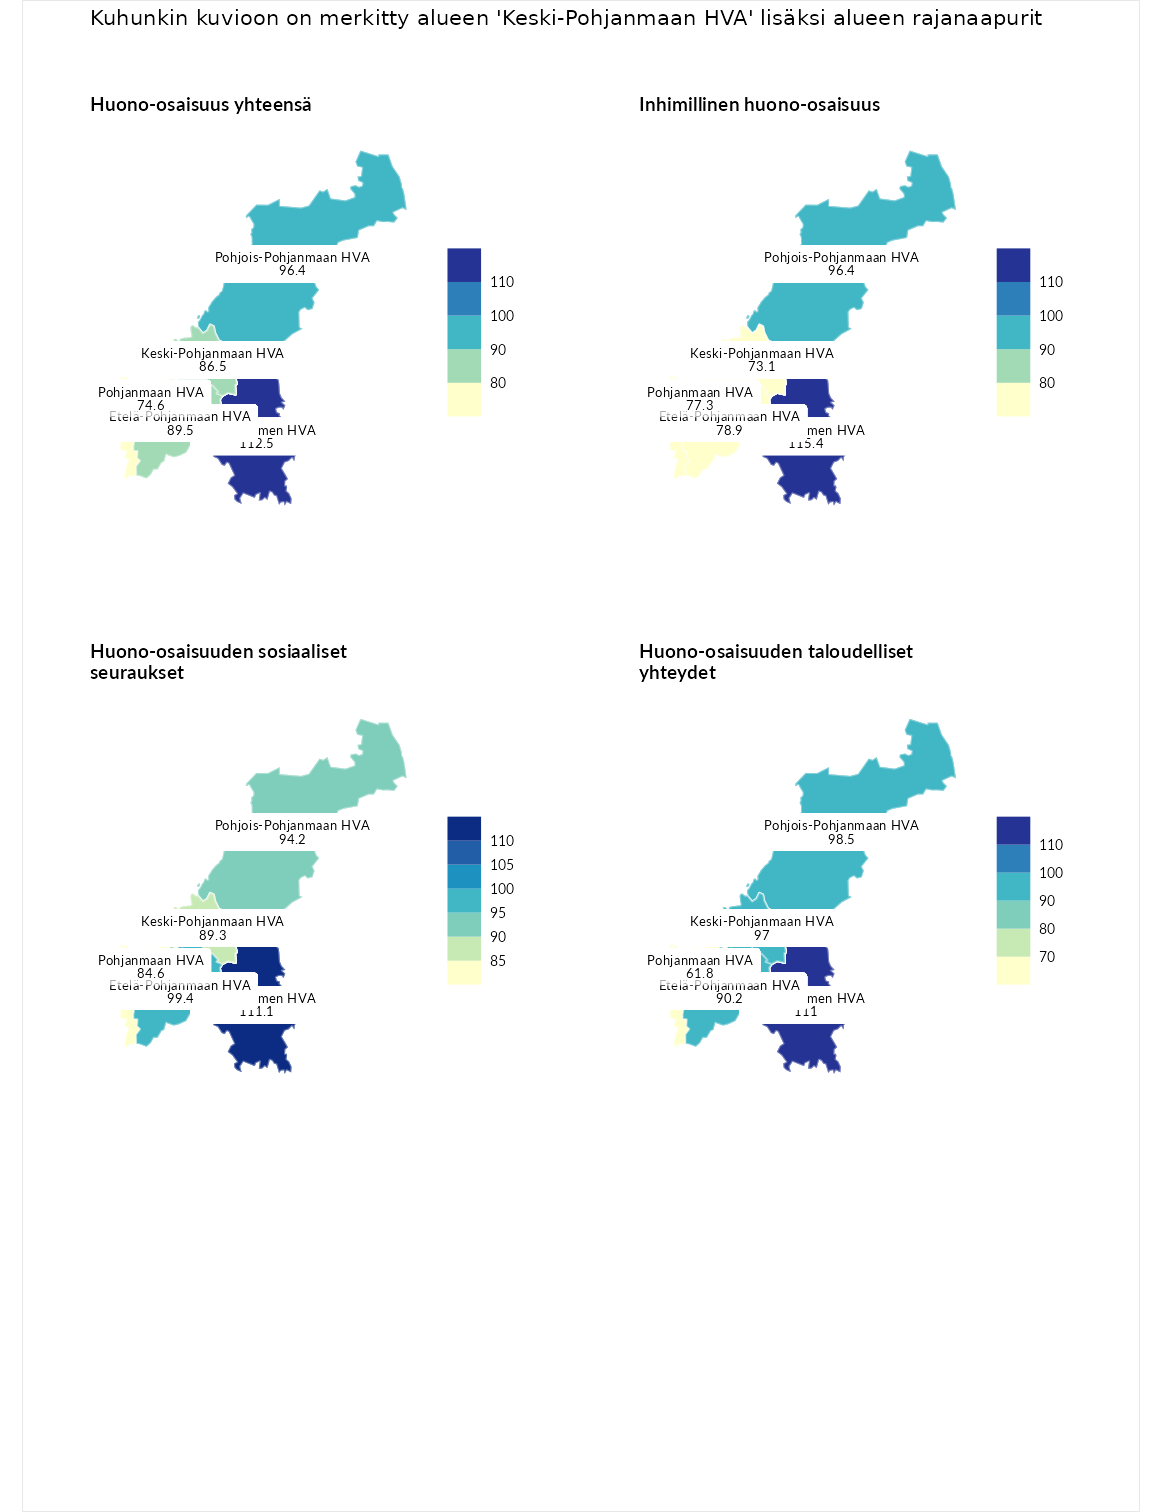 Kuhunkin kuvioon on merkitty alueen 'Keski-Pohjanmaan HVA' lisäksi alueen rajanaapurit
Huono-osaisuus yhteensä
Pohjois-Pohjanmaan HVA
96.4
Keski-Pohjanmaan HVA
86.5
Pohjanmaan HVA
74.6
Etelä-Pohjanmaan HVA
89.5
men HVA
112.5
110
100
90
80
Inhimillinen huono-osaisuus
Pohjois-Pohjanmaan HVA
96.4
Keski-Pohjanmaan HVA
73.1
Pohjanmaan HVA
77.3
Etelä-Pohjanmaan HVA
78.9
men HVA
115.4
110
100
90
80
Huono-osaisuuden sosiaaliset
seuraukset
Pohjois-Pohjanmaan HVA
94.2
Keski-Pohjanmaan HVA
89.3
Pohjanmaan HVA
84.6
Etelä-Pohjanmaan HVA
99.4
men HVA
111.1
110
105
100
95
90
85
Huono-osaisuuden taloudelliset
yhteydet
Pohjois-Pohjanmaan HVA
98.5
Keski-Pohjanmaan HVA
97
Pohjanmaan HVA
61.8
Etelä-Pohjanmaan HVA
90.2
men HVA
111
110
100
90
80
70